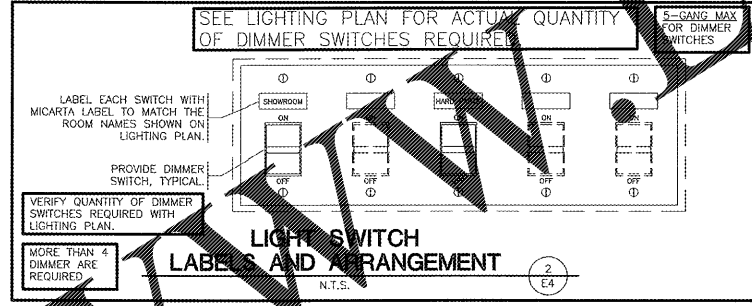 SEE LIGHTING PLAN FOR ACTUAL QUANTITY
OF DIMMER SWITCHES REQUIRED.
5-GANG MAX
FOR DIMMER
SWITCHES
LABEL EACH SWITCH WITH
MICARTA LABEL TO MATCH THE
ROOM NAMES SHOWN ON
LIGHTING PLAN.
SHOWROOM
ON
ON
ON
ON
ON
PROVIDE DIMMER
SWITCH, TYPICAL.
OFF
OFF
OFF
OFF
OFF
VERIFY QUANTITY OF DIMMER
SWITCHES REQUIRED WITH
LIGHTING PLAN.
MORE THAN 4
DIMMER ARE
REQUIRED
LIGHT SWITCH
LABELS AND ARRANGEMENT
N.T.S.
2
E4